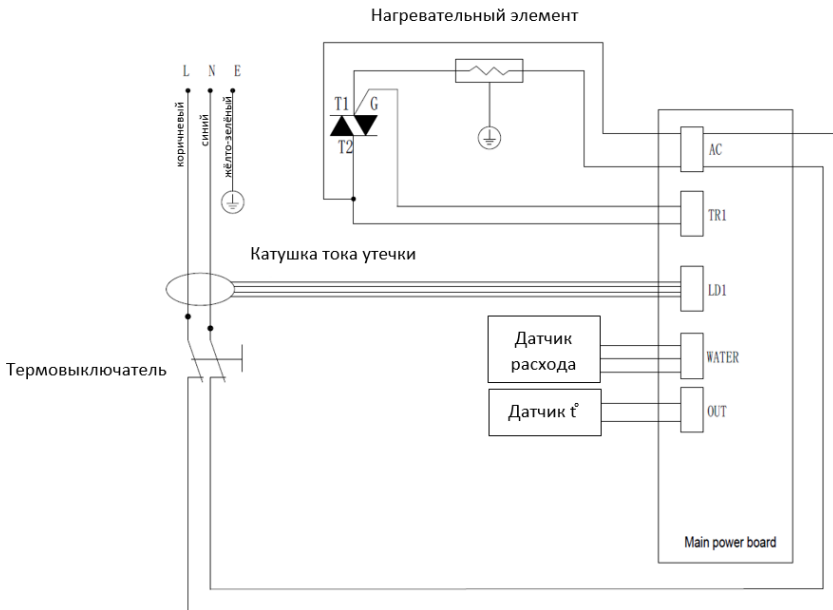 Нагревательный элемент
L N E
коричневый
синий
жёлто-зелёный
T1 G
T2
AC
TR1
Катушка тока утечки
LD1
Датчик
расхода
WATER
Термовыключатель
Датчик t°
OUT
Main power board